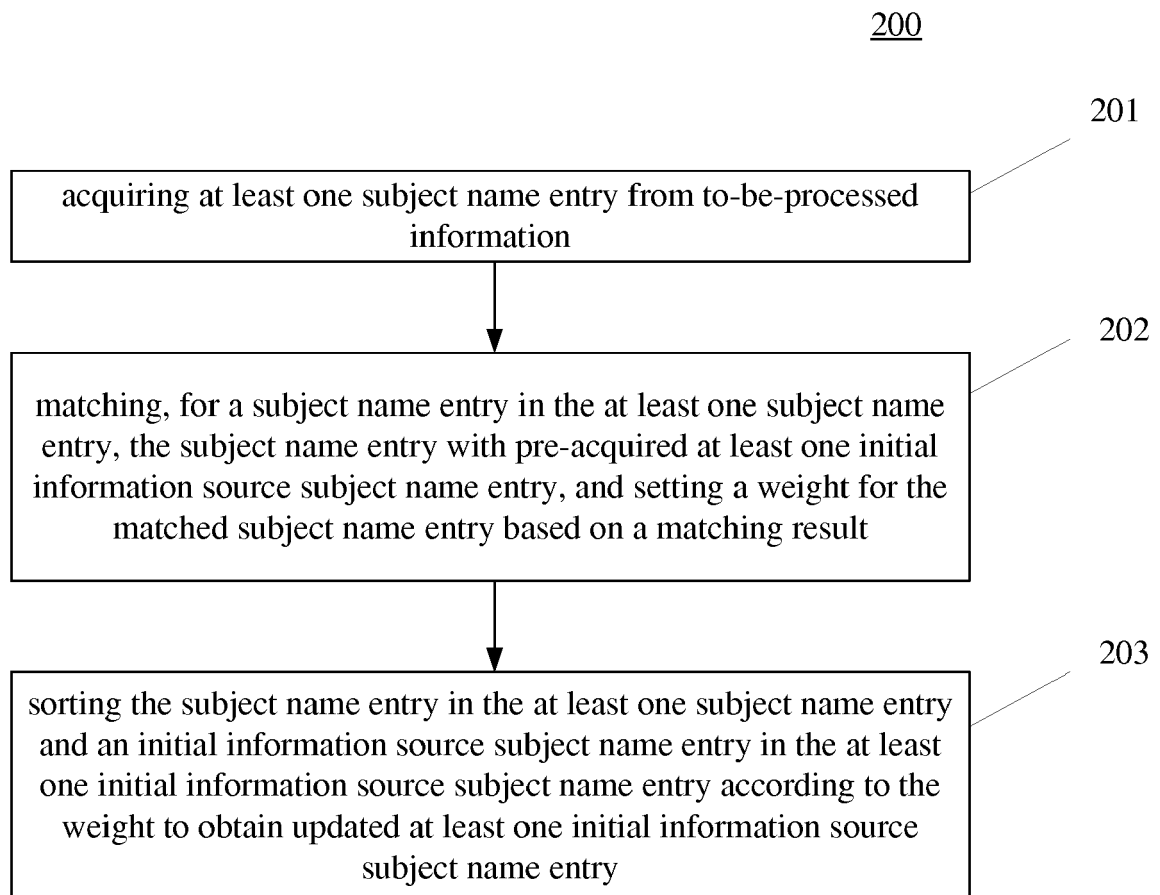 200
201
acquiring at least one subject name entry from to-be-processed
information
202
matching, for a subject name entry in the at least one subject name
entry, the subject name entry with pre-acquired at least one initial
information source subject name entry, and setting a weight for the
matched subject name entry based on a matching result
203
sorting the subject name entry in the at least one subject name entry
and an initial information source subject name entry in the at least
one initial information source subject name entry according to the
weight to obtain updated at least one initial information source
subject name entry